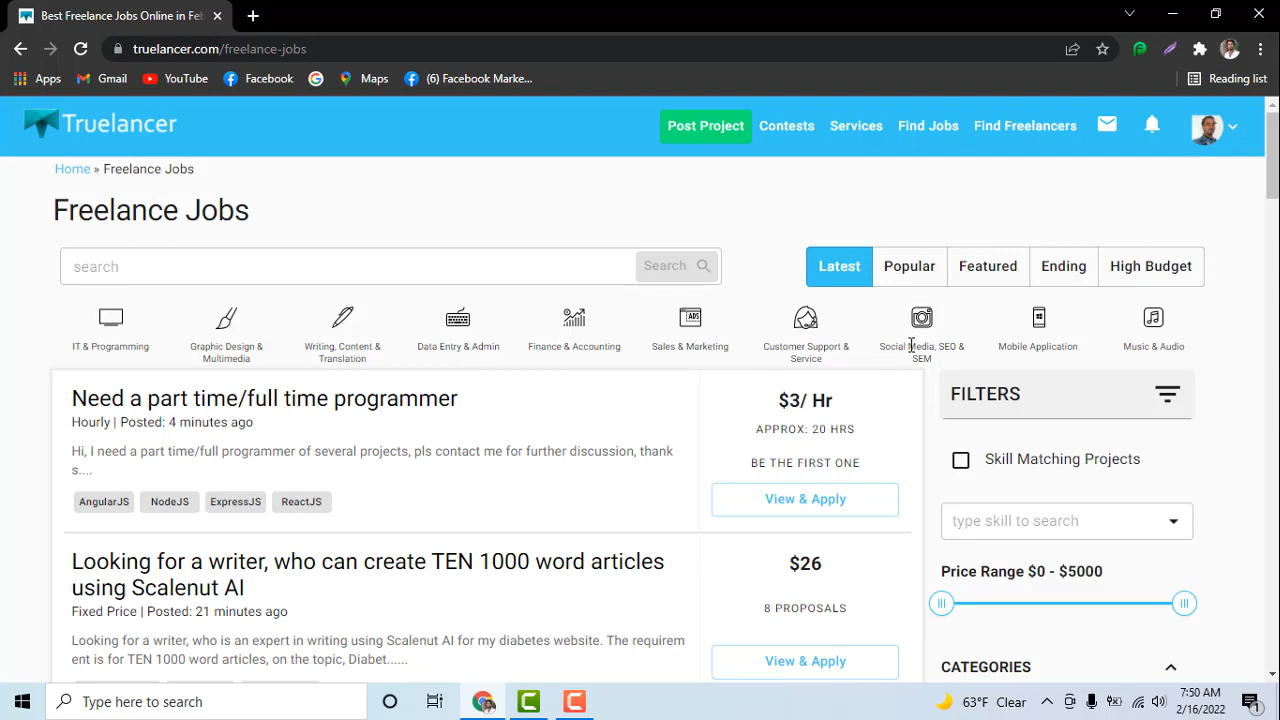 Best Freelance Jobs Online in Feb
truelancer.com/freelance-jobs
Apps Gmail YouTube Facebook Maps (6) Facebook Marke... Reading list
Truelancer
Post Project Contests Services Find Jobs Find Freelancers
Home » Freelance Jobs
Freelance Jobs
search Search
Latest Popular Featured Ending High Budget
IT & Programming
Graphic Design &
Multimedia
Writing, Content &
Translation
Data Entry & Admin
Finance & Accounting
ADS
Sales & Marketing
Customer Support &
Service
Social Media, SEO &
SEM
Mobile Application
Music & Audio
Need a part time/full time programmer
Hourly | Posted: 4 minutes ago
Hi, I need a part time/full programmer of several projects, pls contact me for further discussion, thank
s....
AngularJS NodeJS ExpressJS ReactJS
$3/ Hr
APPROX: 20 HRS
BE THE FIRST ONE
View & Apply
Looking for a writer, who can create TEN 1000 word articles
using Scalenut AI
Fixed Price | Posted: 21 minutes ago
Looking for a writer, who is an expert in writing using Scalenut AI for my diabetes website. The requirem
ent is for TEN 1000 word articles, on the topic, Diabet......
$26
8 PROPOSALS
View & Apply
FILTERS
Skill Matching Projects
type skill to search
Price Range $0 - $5000
CATEGORIES
Type here to search
63°F Clear
7:50 AM
2/16/2022
1